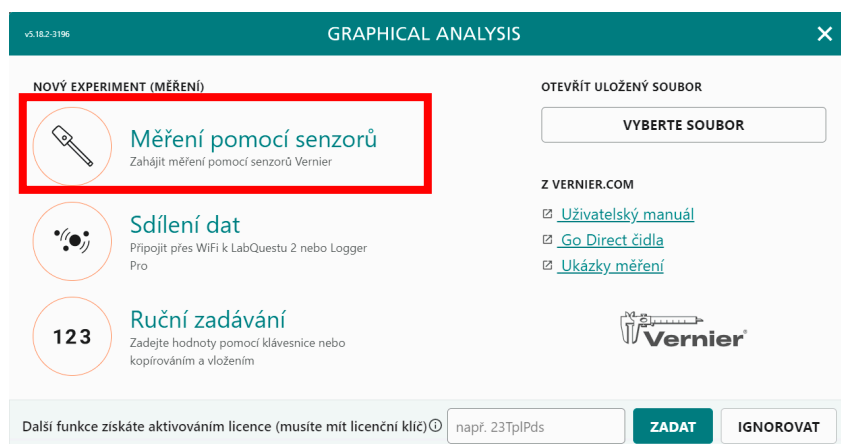 v5.18.2-3196
GRAPHICAL ANALYSIS
NOVÝ EXPERIMENT (MĚŘENÍ)
Měření pomocí senzorů
Zahájit měření pomocí senzorů Vernier
Sdílení dat
Připojit přes WiFi k LabQuestu 2 nebo Logger
Pro
123
Ruční zadávání
Zadejte hodnoty pomocí klávesnice nebo
kopírováním a vložením
OTEVŘÍT ULOŽENÝ SOUBOR
VYBERTE SOUBOR
Z VERNIER.COM
Uživatelský manuál
Go Direct čidla
Ukázky měření
Vernier
Další funkce získáte aktivováním licence (musíte mít licenční klíč)
např. 23TplPds
ZADAT
IGNOROVAT